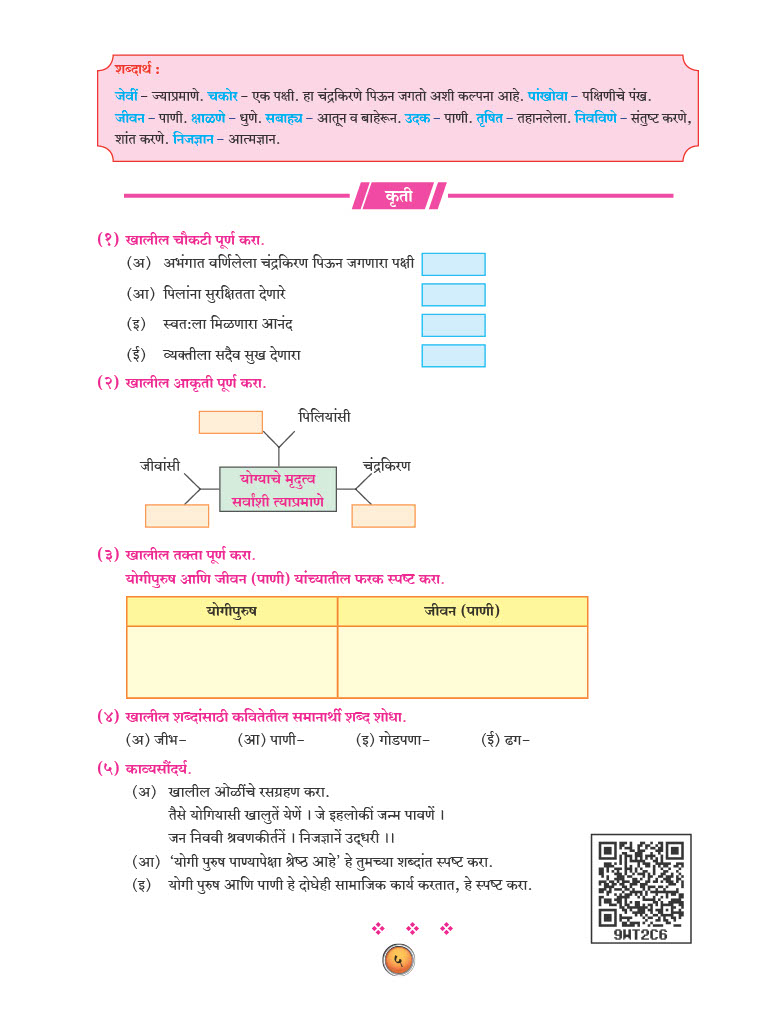 शब्दार्थ :
जेवीं – ज्याप्रमाणे. चकोर – एक पक्षी. हा चंद्रकिरणे पिऊन जगतो अशी कल्पना आहे. पांखोवा – पक्षिणीचे पंख.
जीवन – पाणी. क्षाळणे – धुणे. सबाह्य – आतून व बाहेरून. उदक – पाणी. तृषित – तहानलेला. निवविणे – संतुष्ट करणे,
शांत करणे. निजज्ञान – आत्मज्ञान.
कृती
(१) खालील चौकटी पूर्ण करा.
(अ) अभंगात वर्णिलेला चंद्रकिरण पिऊन जगणारा पक्षी
(आ) पिलांना सुरक्षितता देणारे
(इ) स्वत:ला मिळणारा आनंद
(ई) व्यक्तीला सदैव सुख देणारा
(२) खालील आकृती पूर्ण करा.
पिलियांसी
जीवांसी
चंद्रकिरण
योग्याचे मृदुत्व
सर्वांशी त्याप्रमाणे
(३) खालील तक्ता पूर्ण करा.
योगीपुरुष आणि जीवन (पाणी) यांच्यातील फरक स्पष्ट करा.
योगीपुरुष जीवन (पाणी)
(४) खालील शब्दांसाठी कवितेतील समानार्थी शब्द शोधा.
(अ) जीभ– (आ) पाणी– (इ) गोडपणा– (ई) ढग–
(५) काव्यसौंदर्य.
(अ) खालील ओळींचे रसग्रहण करा.
तैसे योगियासी खालुतें येणें । जे इहलोकीं जन्म पावणें ।
जन निववी श्रवणकीर्तनें । निजज्ञानें उद्धरी ।।
(आ) ‘योगी पुरुष पाण्यापेक्षा श्रेष्ठ आहे’ हे तुमच्या शब्दांत स्पष्ट करा.
(इ) योगी पुरुष आणि पाणी हे दोघेही सामाजिक कार्य करतात, हे स्पष्ट करा.
9WT2C6
५